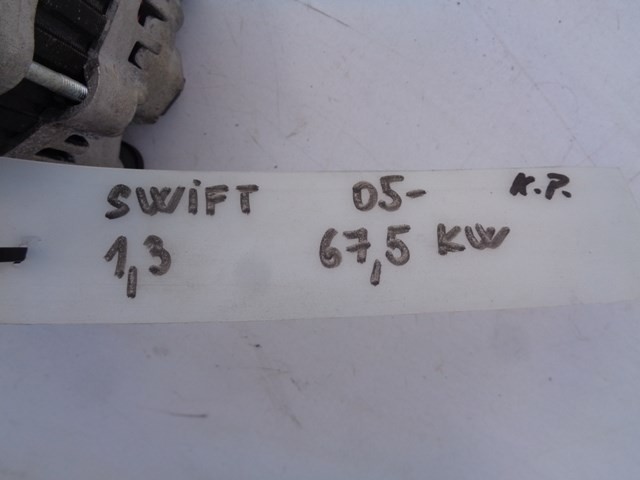 SWiFT 05- K.P.
1,3 67,5 KW